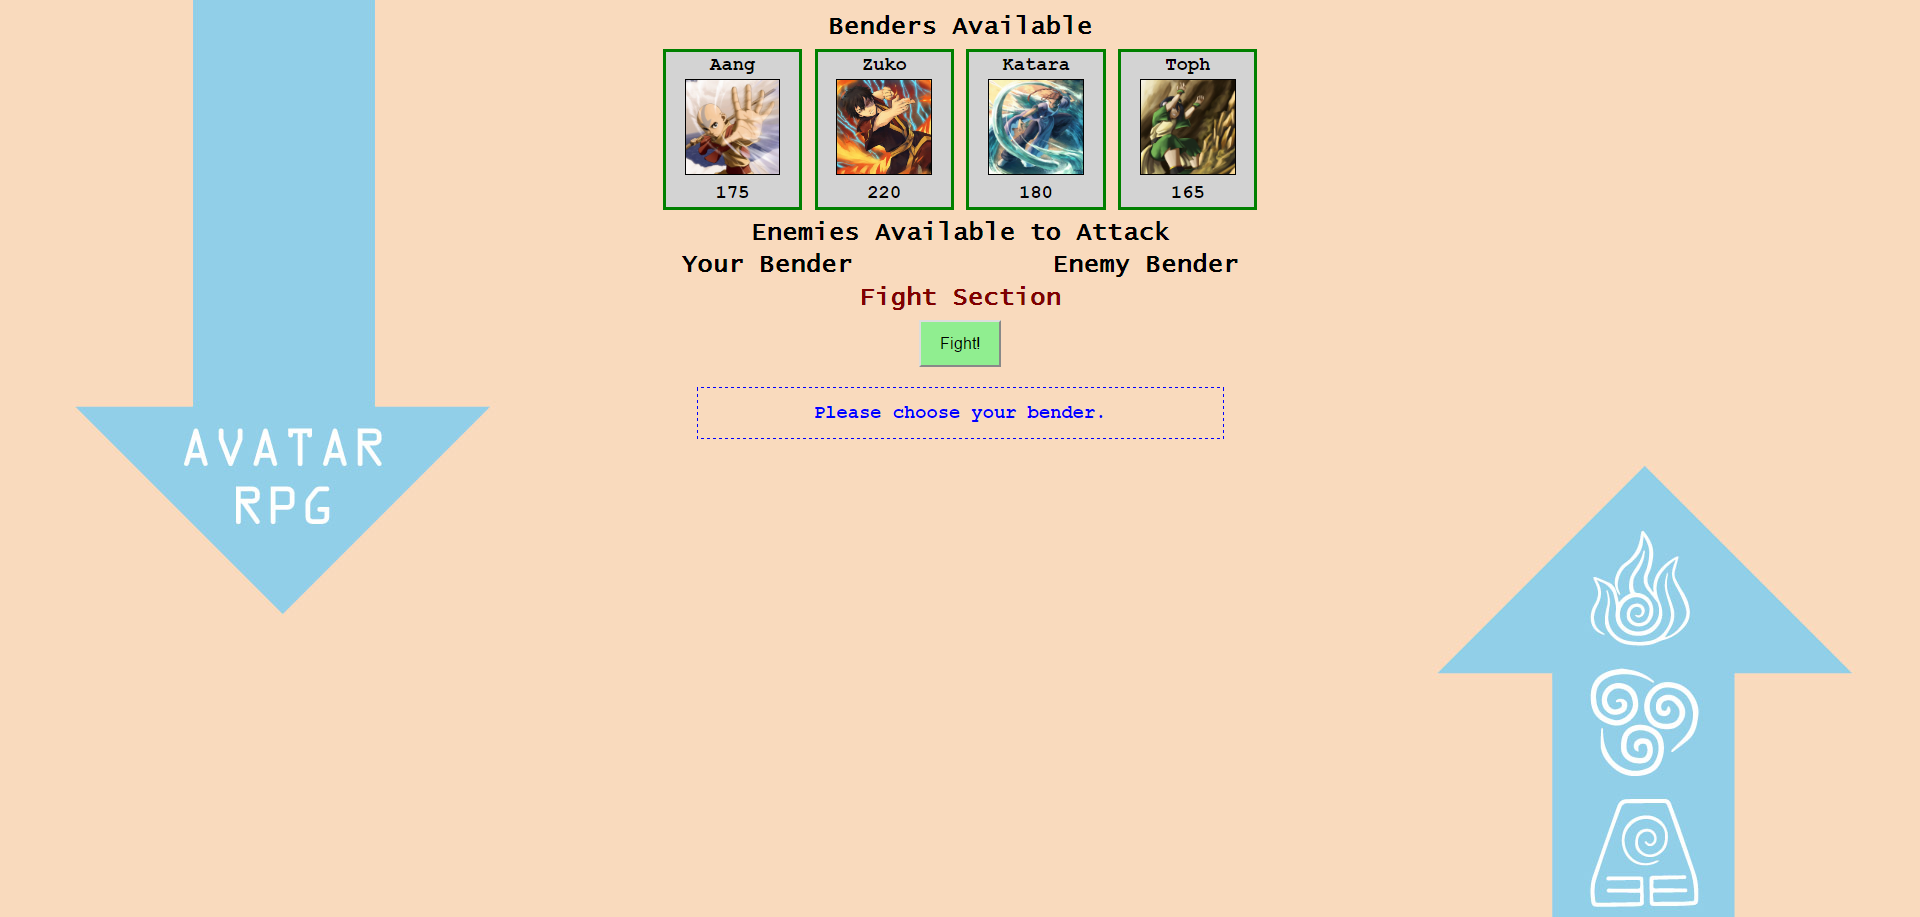 Benders Available
Aang Zuko Katara Toph
175 220 180 165
Enemies Available to Attack
Your Bender Enemy Bender
Fight Section
Fight!
Please choose your bender.
AVATAR
RPG